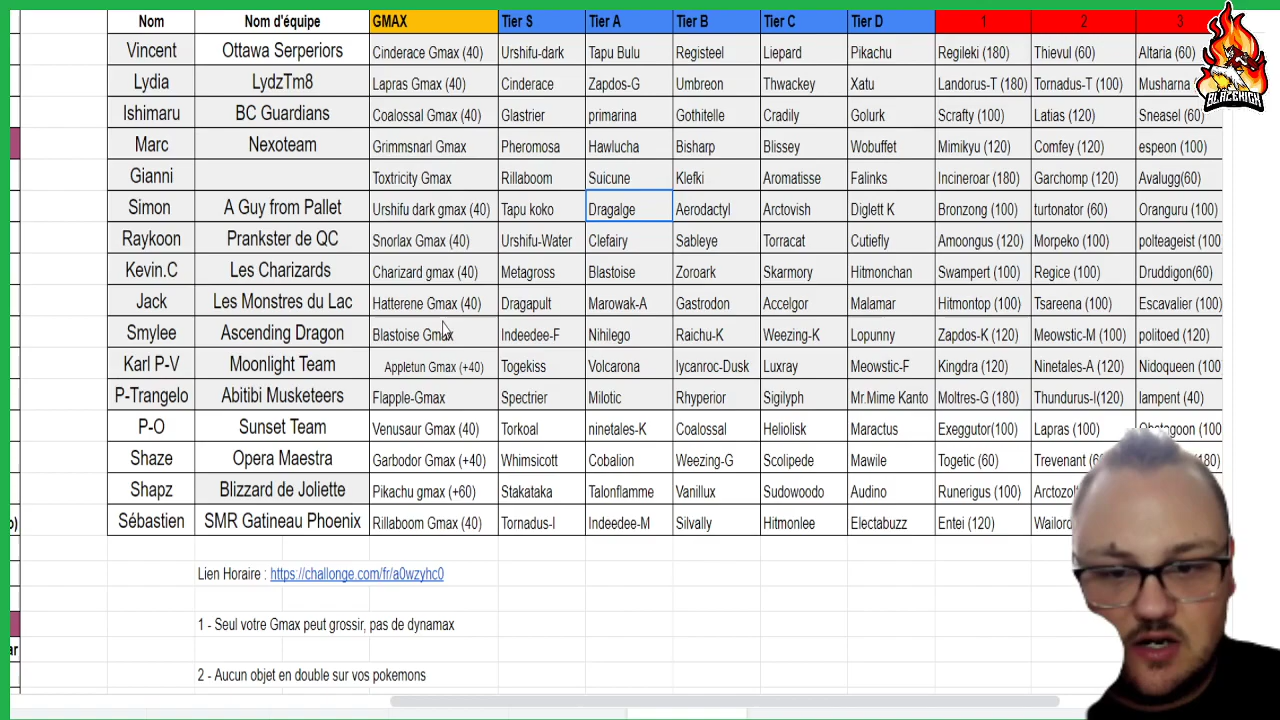 Nom Nom d'équipe GMAX Tier S Tier A Tier B Tier C Tier D 1 2 3
Vincent Ottawa Serperiors Cinderace Gmax (40) Urshifu-dark Tapu Bulu Registeel Liepard Pikachu Regileki (180) Thievul (60) Altaria (60)
Lydia LydzTm8 Lapras Gmax (40) Cinderace Zapdos-G Umbreon Thwackey Xatu Landorus-T (180) Tornadus-T (100) Musharna
Ishimaru BC Guardians Coalossal Gmax (40) Glastrier primarina Gothitelle Cradily Golurk Scrafty (100) Latias (120) Sneasel (60)
Marc Nexoteam Grimmsnarl Gmax Pheromosa Hawlucha Bisharp Blissey Wobuffet Mimikyu (120) Comfey (120) espeon (100)
Gianni Toxtricity Gmax Rillaboom Suicune Klefki Aromatisse Falinks Incineroar (180) Garchomp (120) Avalugg(60)
Simon A Guy from Pallet Urshifu dark gmax (40) Tapu koko Dragalge Aerodactyl Arctovish Diglett K Bronzong (100) turtonator (60) Oranguru (100)
Raykoon Prankster de QC Snorlax Gmax (40) Urshifu-Water Clefairy Sableye Torracat Cutiefly Amoongus (120) Morpeko (100) polteageist (100
Kevin.C Les Charizards Charizard gmax (40) Metagross Blastoise Zoroark Skarmory Hitmonchan Swampert (100) Regice (100) Druddigon(60)
Jack Les Monstres du Lac Hatterene Gmax (40) Dragapult Marowak-A Gastrodon Accelgor Malamar Hitmontop (100) Tsareena (100) Escavalier (100)
Smylee Ascending Dragon Blastoise Gmax Indeedee-F Nihilego Raichu-K Weezing-K Lopunny Zapdos-K (120) Meowstic-M (100) politoed (120)
Karl P-V Moonlight Team Appletun Gmax (+40) Togekiss Volcarona lycanroc-Dusk Luxray Meowstic-F Kingdra (120) Ninetales-A (120) Nidoqueen (100
P-Trangelo Abitibi Musketeers Flapple-Gmax Spectrier Milotic Rhyperior Sigilyph Mr.Mime Kanto Moltres-G (180) Thundurus-I(120) lampent (40)
P-O Sunset Team Venusaur Gmax (40) Torkoal ninetales-K Coalossal Heliolisk Maractus Exeggutor(100) Lapras (100) (100
Shaze Opera Maestra Garbodor Gmax (+40) Whimsicott Cobalion Weezing-G Scolipede Mawile Togetic (60) Trevenant (180)
Shapz Blizzard de Joliette Pikachu gmax (+60) Stakataka Talonflamme Vanillux Sudowoodo Audino Runerigus (100)
Sébastien SMR Gatineau Phoenix Rillaboom Gmax (40) Tornadus-I Indeedee-M Silvally Hitmonlee Electabuzz Entei (120)
Lien Horaire : https://challonge.com/fr/a0wzyhc0
1 - Seul votre Gmax peut grossir, pas de dynamax
2 - Aucun objet en double sur vos pokemons
BLAZEKICK